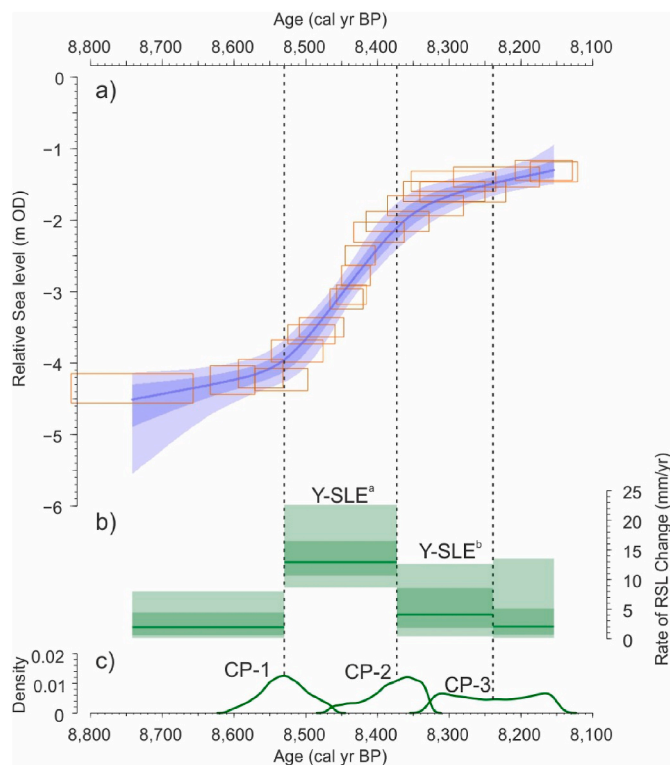 Age (cal yr BP)
8,800 8,700 8,600 8,500 8,400 8,300 8,200 8,100
a)
0
−1
−2
−3
−4
−5
−6
Relative Sea level (m OD)
b)
Y-SLEᵃ
Y-SLEᵇ
25
20
15
10
5
0
Rate of RSL Change (mm/yr)
c)
0.02
0.01
0
Density
CP-1
CP-2
CP-3
8,800 8,700 8,600 8,500 8,400 8,300 8,200 8,100
Age (cal yr BP)